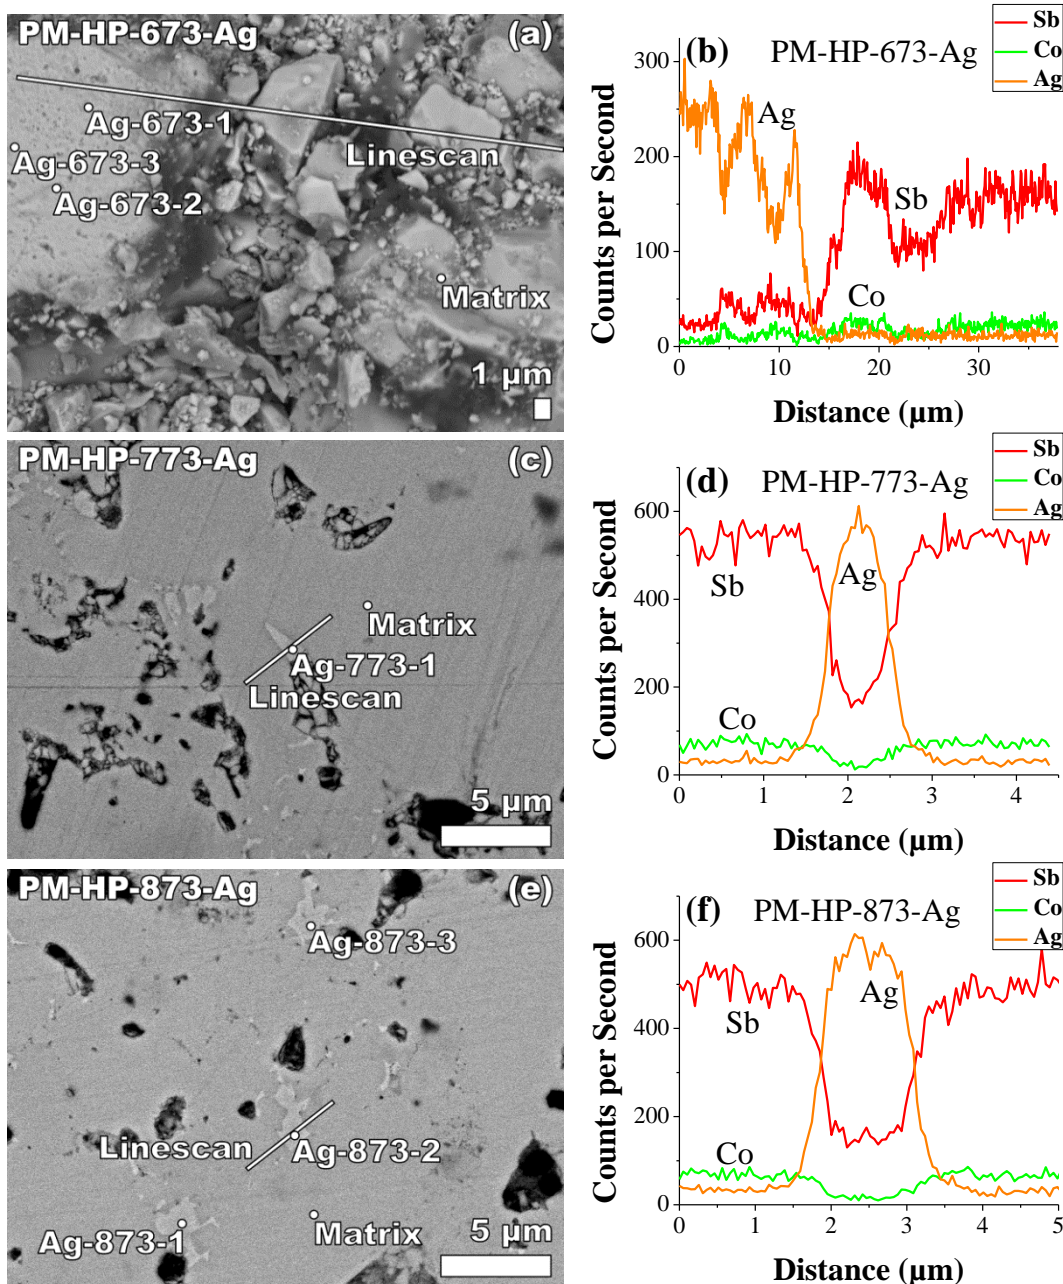 PM-HP-673-Ag (a)
Ag-673-1
Linescan
Ag-673-3
Ag-673-2
Matrix
1 µm
(b) PM-HP-673-Ag
Sb
Co
Ag
Ag
Sb
Co
300
200
100
0
0 10 20 30
Counts per Second
Distance (µm)
PM-HP-773-Ag (c)
Matrix
Ag-773-1
Linescan
5 µm
(d) PM-HP-773-Ag
Sb
Co
Ag
Ag
Sb
Co
600
400
200
0
0 1 2 3 4
Counts per Second
Distance (µm)
PM-HP-873-Ag (e)
Ag-873-3
Linescan
Ag-873-2
Ag-873-1
Matrix
5 µm
(f) PM-HP-873-Ag
Sb
Co
Ag
Ag
Sb
Co
600
400
200
0
0 1 2 3 4 5
Counts per Second
Distance (µm)